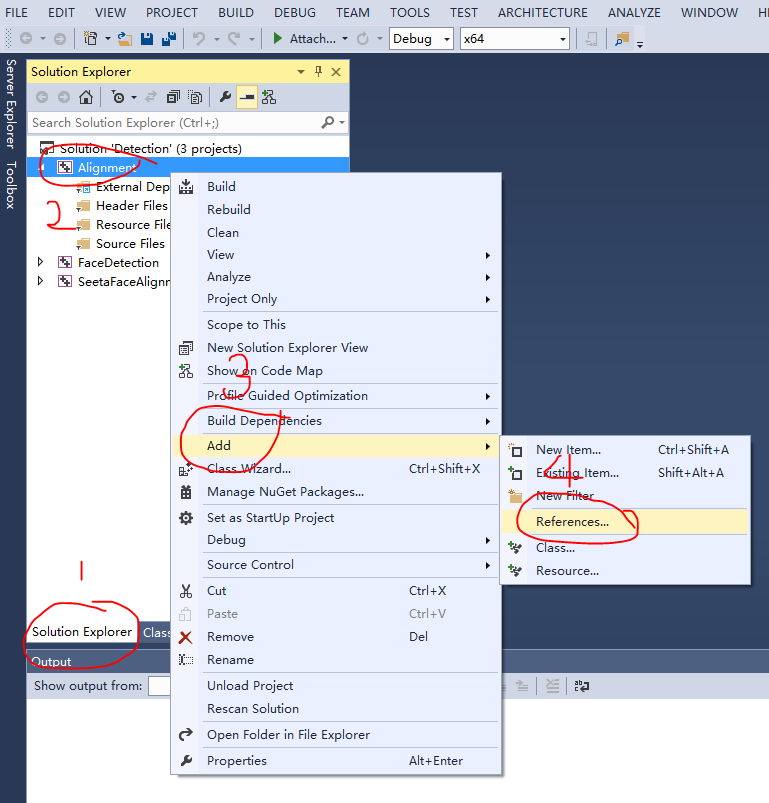 FILE EDIT VIEW PROJECT BUILD DEBUG TEAM TOOLS TEST ARCHITECTURE ANALYZE WINDOW HO
Attach... Debug x64
Server Explorer
Toolbox
Solution Explorer
Search Solution Explorer (Ctrl+;)
Solution 'Detection' (3 projects)
Alignment
External Dep
2
Header Files
Resource File
Source Files
FaceDetection
SeetaFaceAlignm
Build
Rebuild
Clean
View
Analyze
Project Only
Scope to This
New Solution Explorer View
3
Show on Code Map
Profile Guided Optimization
Build Dependencies
Add
Class Wizard... Ctrl+Shift+X
Manage NuGet Packages...
Set as StartUp Project
Debug
Source Control
Cut Ctrl+X
Paste Ctrl+V
Remove Del
Rename
Unload Project
Rescan Solution
Open Folder in File Explorer
Properties Alt+Enter
New Item... Ctrl+Shift+A
4
Existing Item... Shift+Alt+A
New Filter
References...
Class...
Resource...
1
Solution Explorer Class
Output
Show output from: